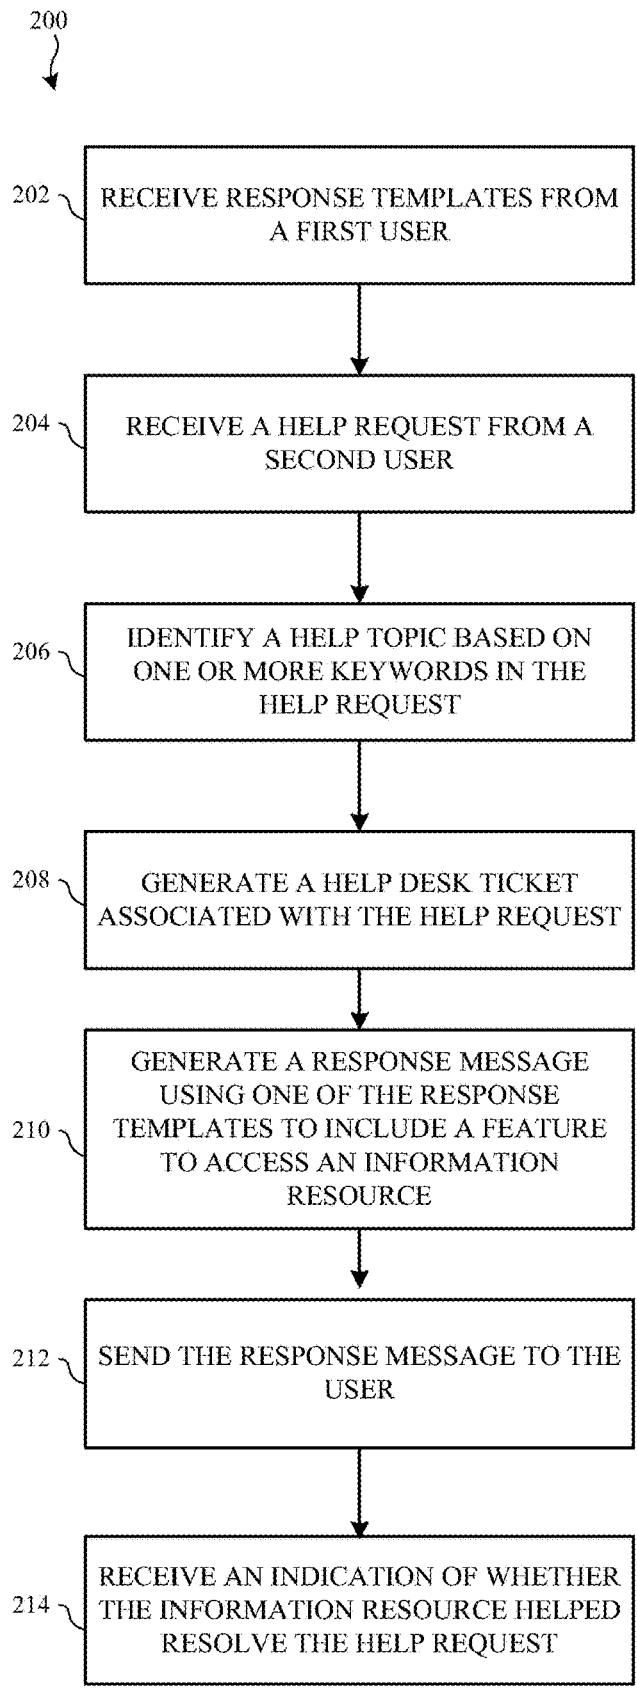 200
202
RECEIVE RESPONSE TEMPLATES FROM
A FIRST USER
204
RECEIVE A HELP REQUEST FROM A
SECOND USER
206
IDENTIFY A HELP TOPIC BASED ON
ONE OR MORE KEYWORDS IN THE
HELP REQUEST
208
GENERATE A HELP DESK TICKET
ASSOCIATED WITH THE HELP REQUEST
210
GENERATE A RESPONSE MESSAGE
USING ONE OF THE RESPONSE
TEMPLATES TO INCLUDE A FEATURE
TO ACCESS AN INFORMATION
RESOURCE
212
SEND THE RESPONSE MESSAGE TO THE
USER
214
RECEIVE AN INDICATION OF WHETHER
THE INFORMATION RESOURCE HELPED
RESOLVE THE HELP REQUEST